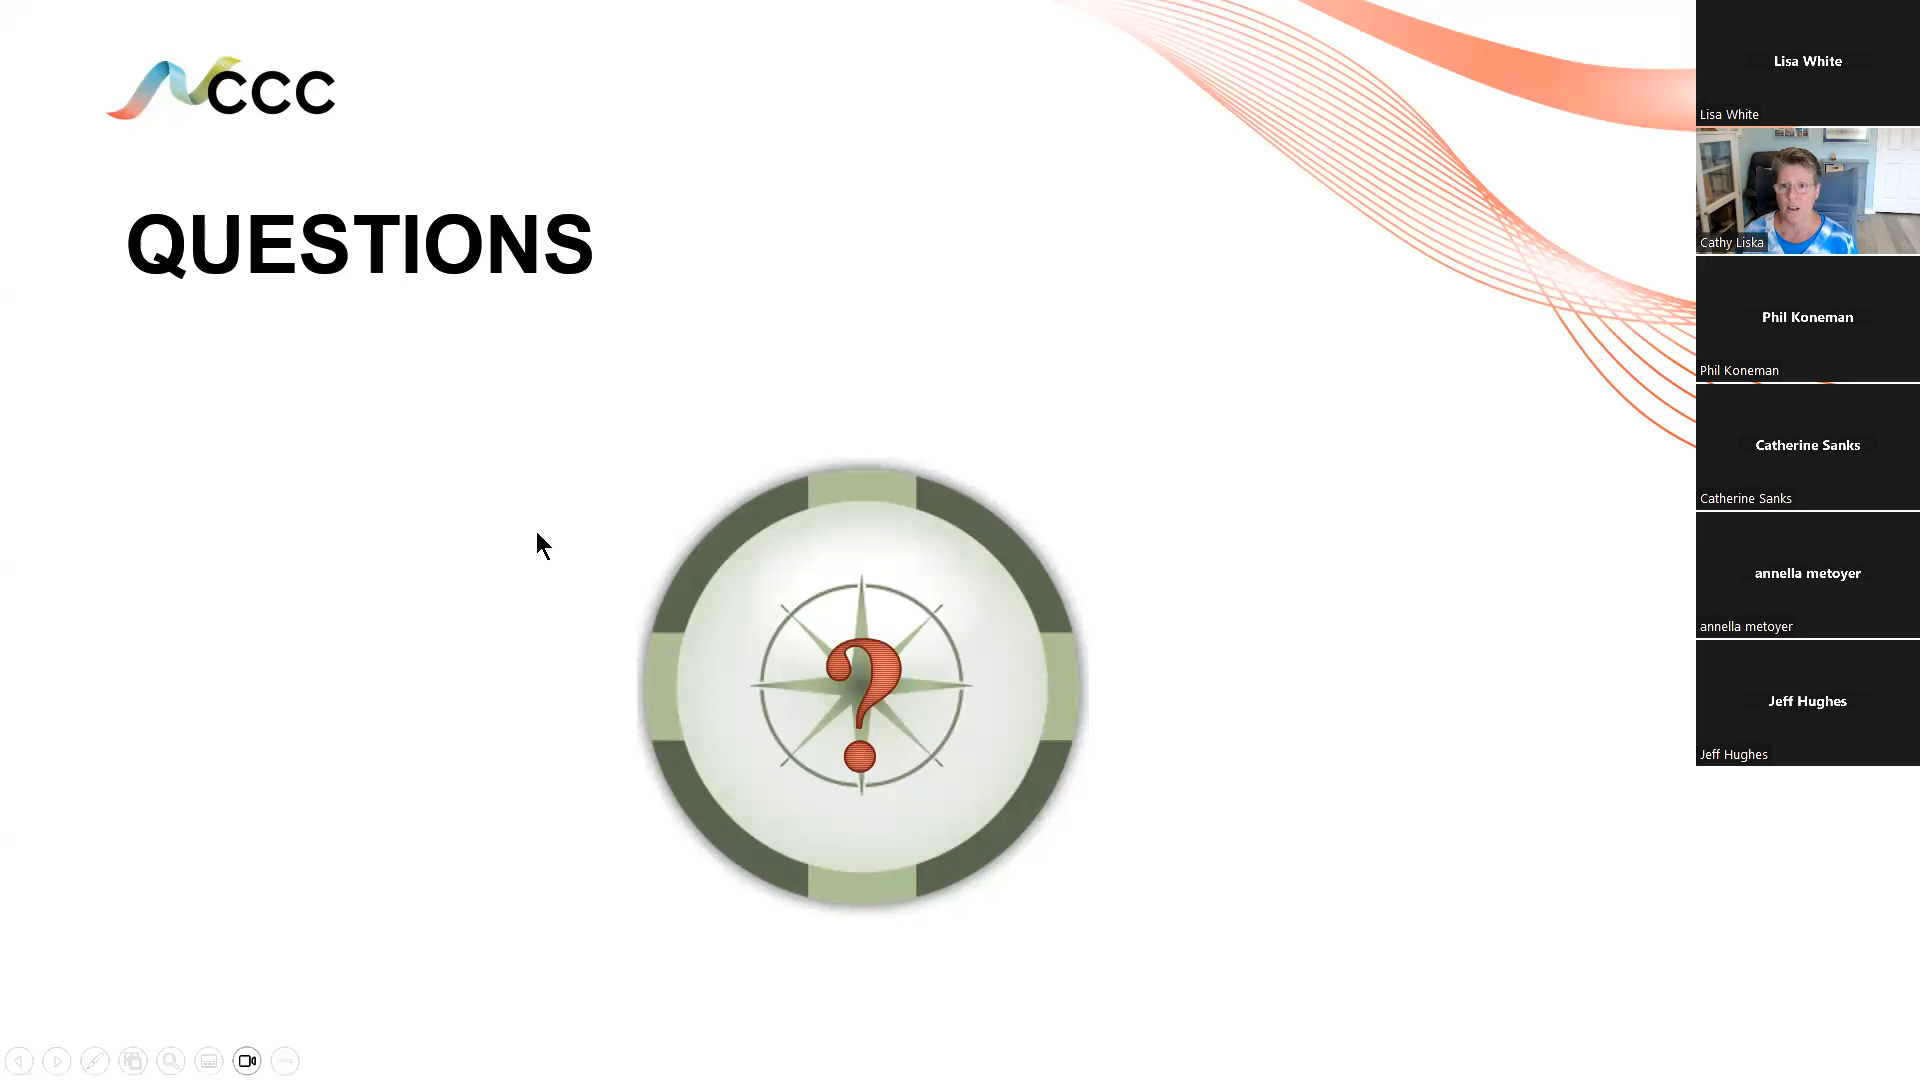 NCCC
QUESTIONS
?
Lisa White
Lisa White
Cathy Liska
Phil Koneman
Phil Koneman
Catherine Sanks
Catherine Sanks
annella metoyer
annella metoyer
Jeff Hughes
Jeff Hughes